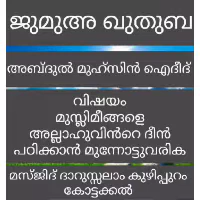 ജുമുഅ ഖുതുബ
അബ്ദുൽ മുഹ്സിൻ ഐദീദ്
വിഷയം
മുസ്ലിമീങ്ങളെ
അല്ലാഹുവിൻറെ ദീൻ
പഠിക്കാൻ മുന്നോട്ടുവരിക
മസ്ജിദ് ദാറുസ്സലാം കുഴിപ്പുറം
കോട്ടക്കൽ